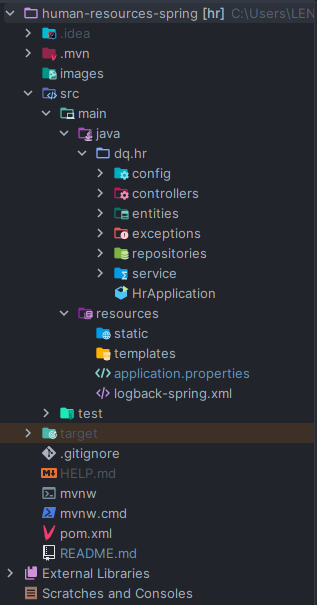 human-resources-spring [hr] C:\Users\LEN
.idea
.mvn
images
src
main
java
dq.hr
config
controllers
entities
exceptions
repositories
service
HrApplication
resources
static
templates
application.properties
logback-spring.xml
test
target
.gitignore
HELP.md
mvnw
mvnw.cmd
pom.xml
README.md
External Libraries
Scratches and Consoles